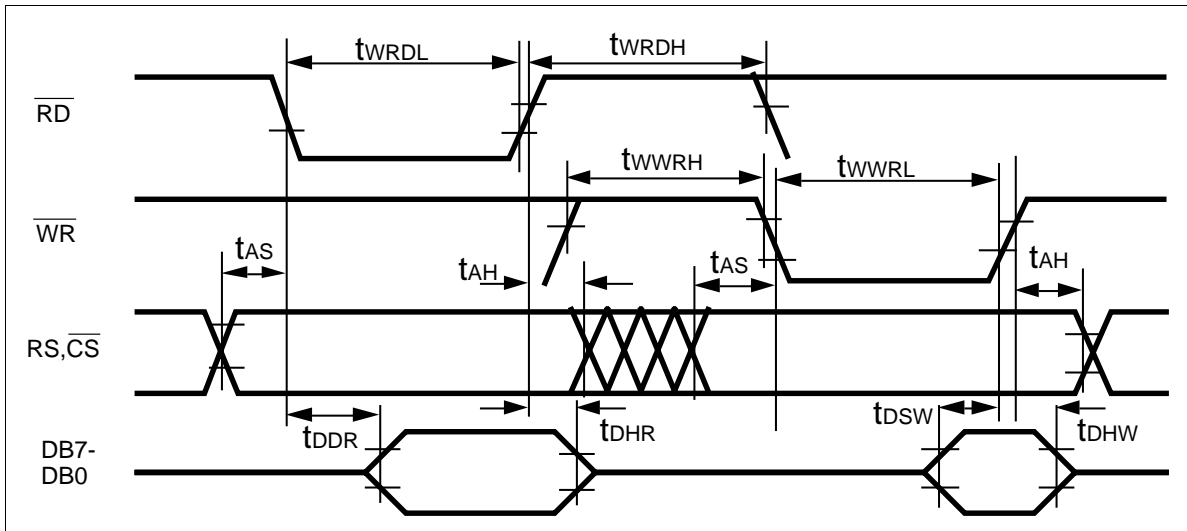 tWRDL
tWRDH
RD
tWWRH
tWWRL
WR
tAS
tAH
tAS
tAH
RS,CS
tDDR
tDHR
tDSW
tDHW
DB7-
DB0